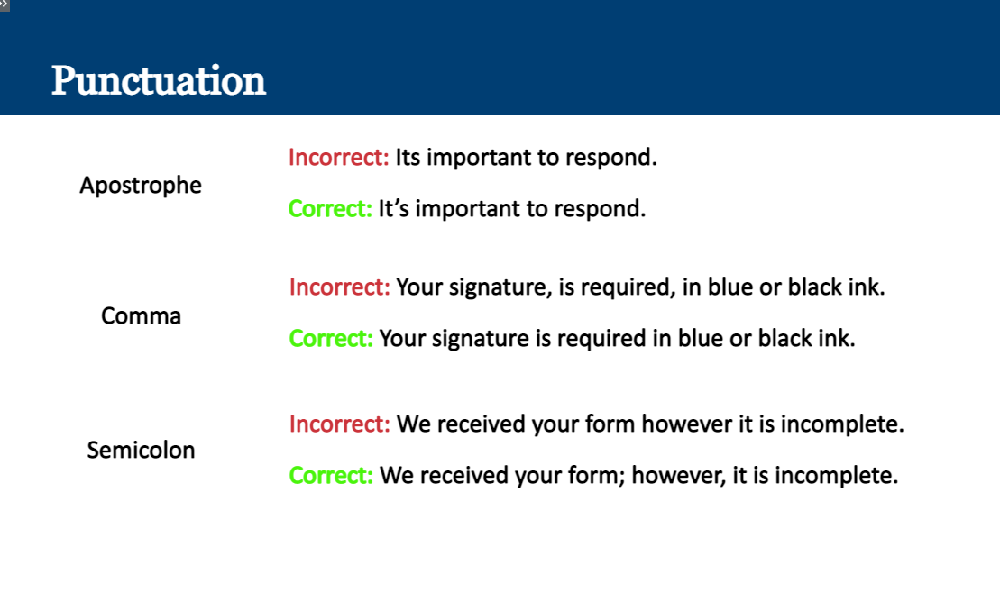 Punctuation
Apostrophe
Incorrect: Its important to respond.
Correct: It’s important to respond.
Comma
Incorrect: Your signature, is required, in blue or black ink.
Correct: Your signature is required in blue or black ink.
Semicolon
Incorrect: We received your form however it is incomplete.
Correct: We received your form; however, it is incomplete.